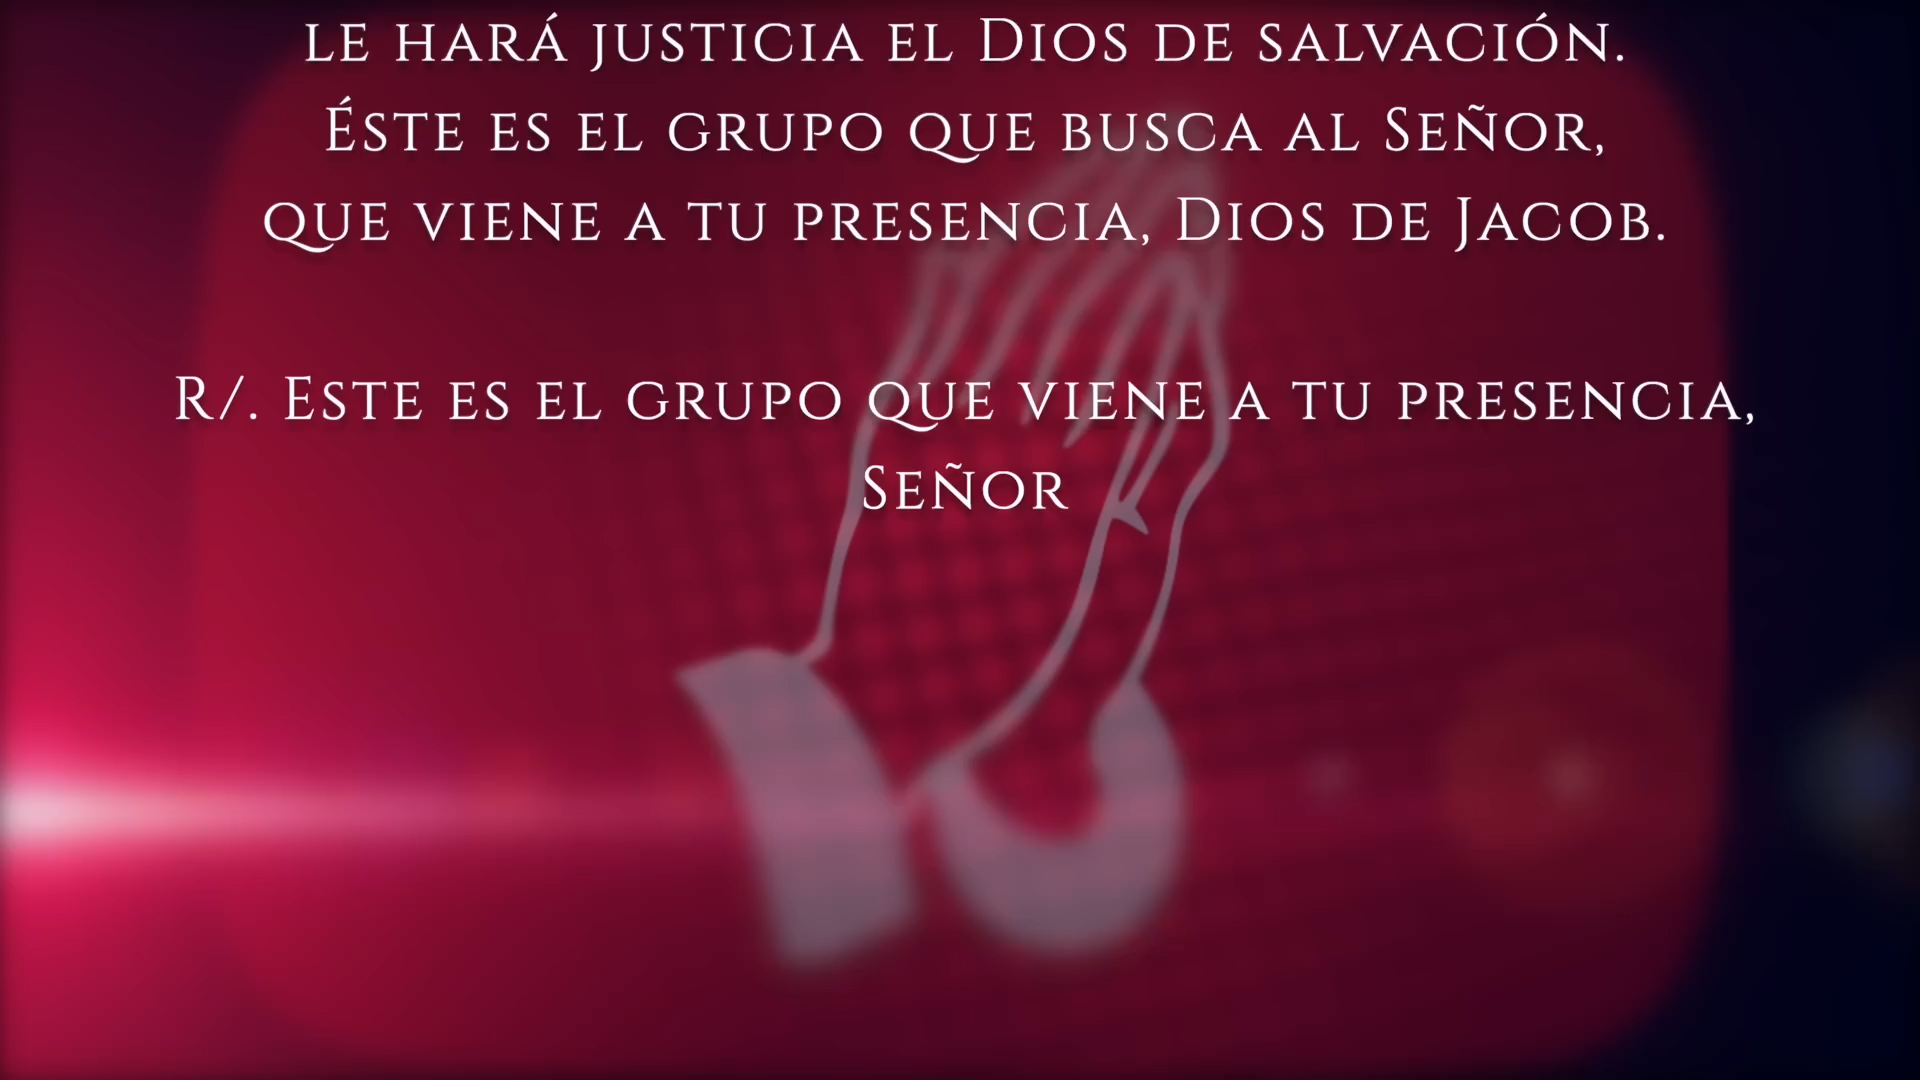 le hará justicia el Dios de salvación.
Éste es el grupo que busca al Señor,
que viene a tu presencia, Dios de Jacob.
R/. Este es el grupo que viene a tu presencia,
Señor